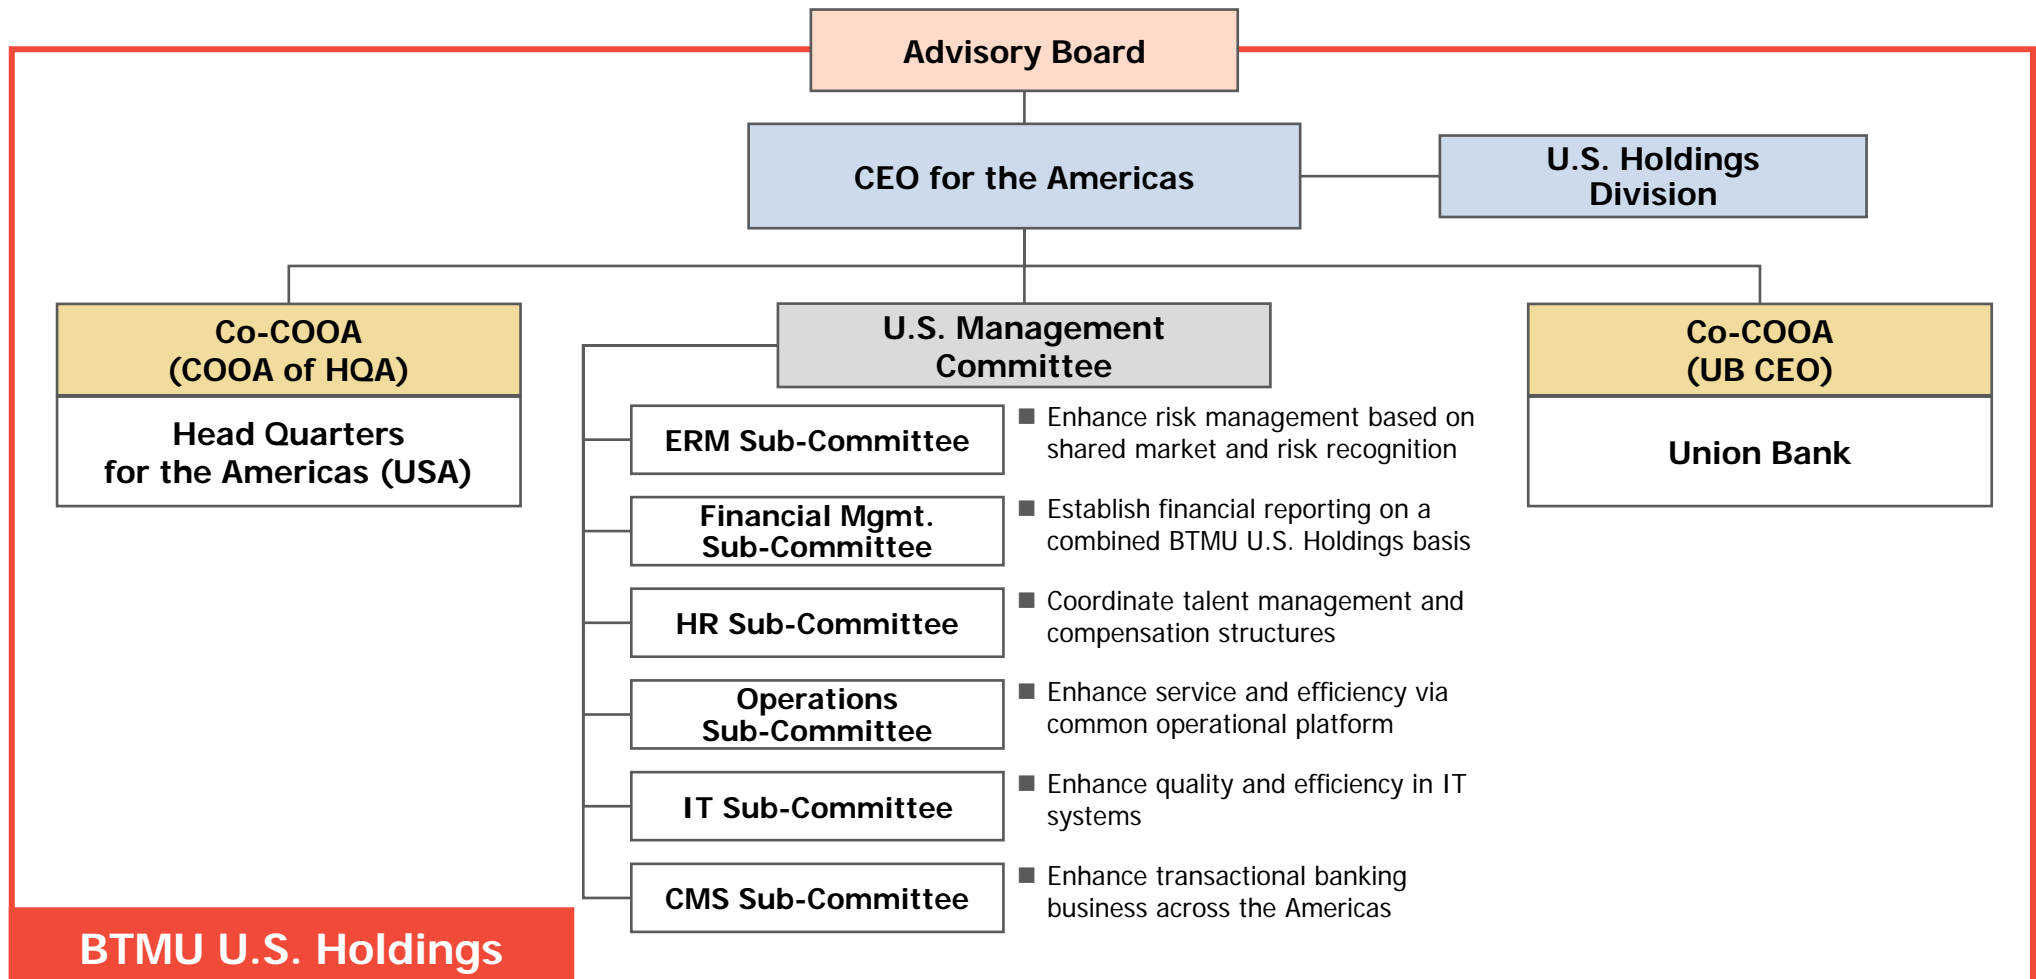 Advisory Board
CEO for the Americas
U.S. Holdings
Division
Co-COOA
(COOA of HQA)
Head Quarters
for the Americas (USA)
U.S. Management
Committee
Co-COOA
(UB CEO)
Union Bank
ERM Sub-Committee
■ Enhance risk management based on
shared market and risk recognition
Financial Mgmt.
Sub-Committee
■ Establish financial reporting on a
combined BTMU U.S. Holdings basis
HR Sub-Committee
■ Coordinate talent management and
compensation structures
Operations
Sub-Committee
■ Enhance service and efficiency via
common operational platform
IT Sub-Committee
■ Enhance quality and efficiency in IT
systems
CMS Sub-Committee
■ Enhance transactional banking
business across the Americas
BTMU U.S. Holdings